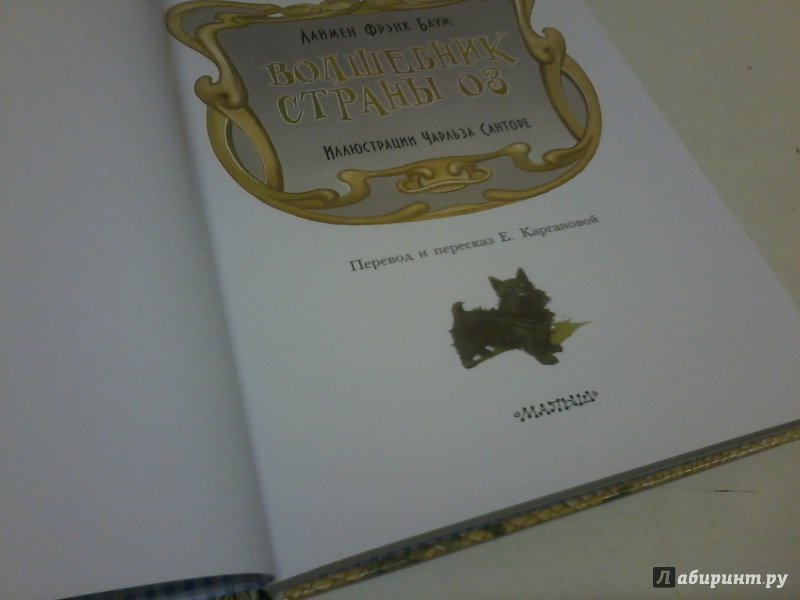 Лаймен Фрэнк Баум
ВОЛШЕБНИК
СТРАНЫ ОЗ
Иллюстрации Чарльза Санторе
Перевод и пересказ Е. Каргановой
«МАЛЫШ»
Лабиринт.ру